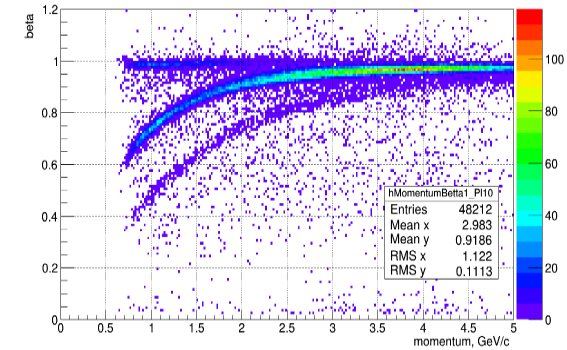 beta
1.2
1
0.8
0.6
0.4
0.2
0
0 0.5 1 1.5 2 2.5 3 3.5 4 4.5 5
momentum, GeV/c
hMomentumBetta1_Pl10
Entries 48212
Mean x 2.983
Mean y 0.9186
RMS x 1.122
RMS y 0.1113
100
80
60
40
20
0